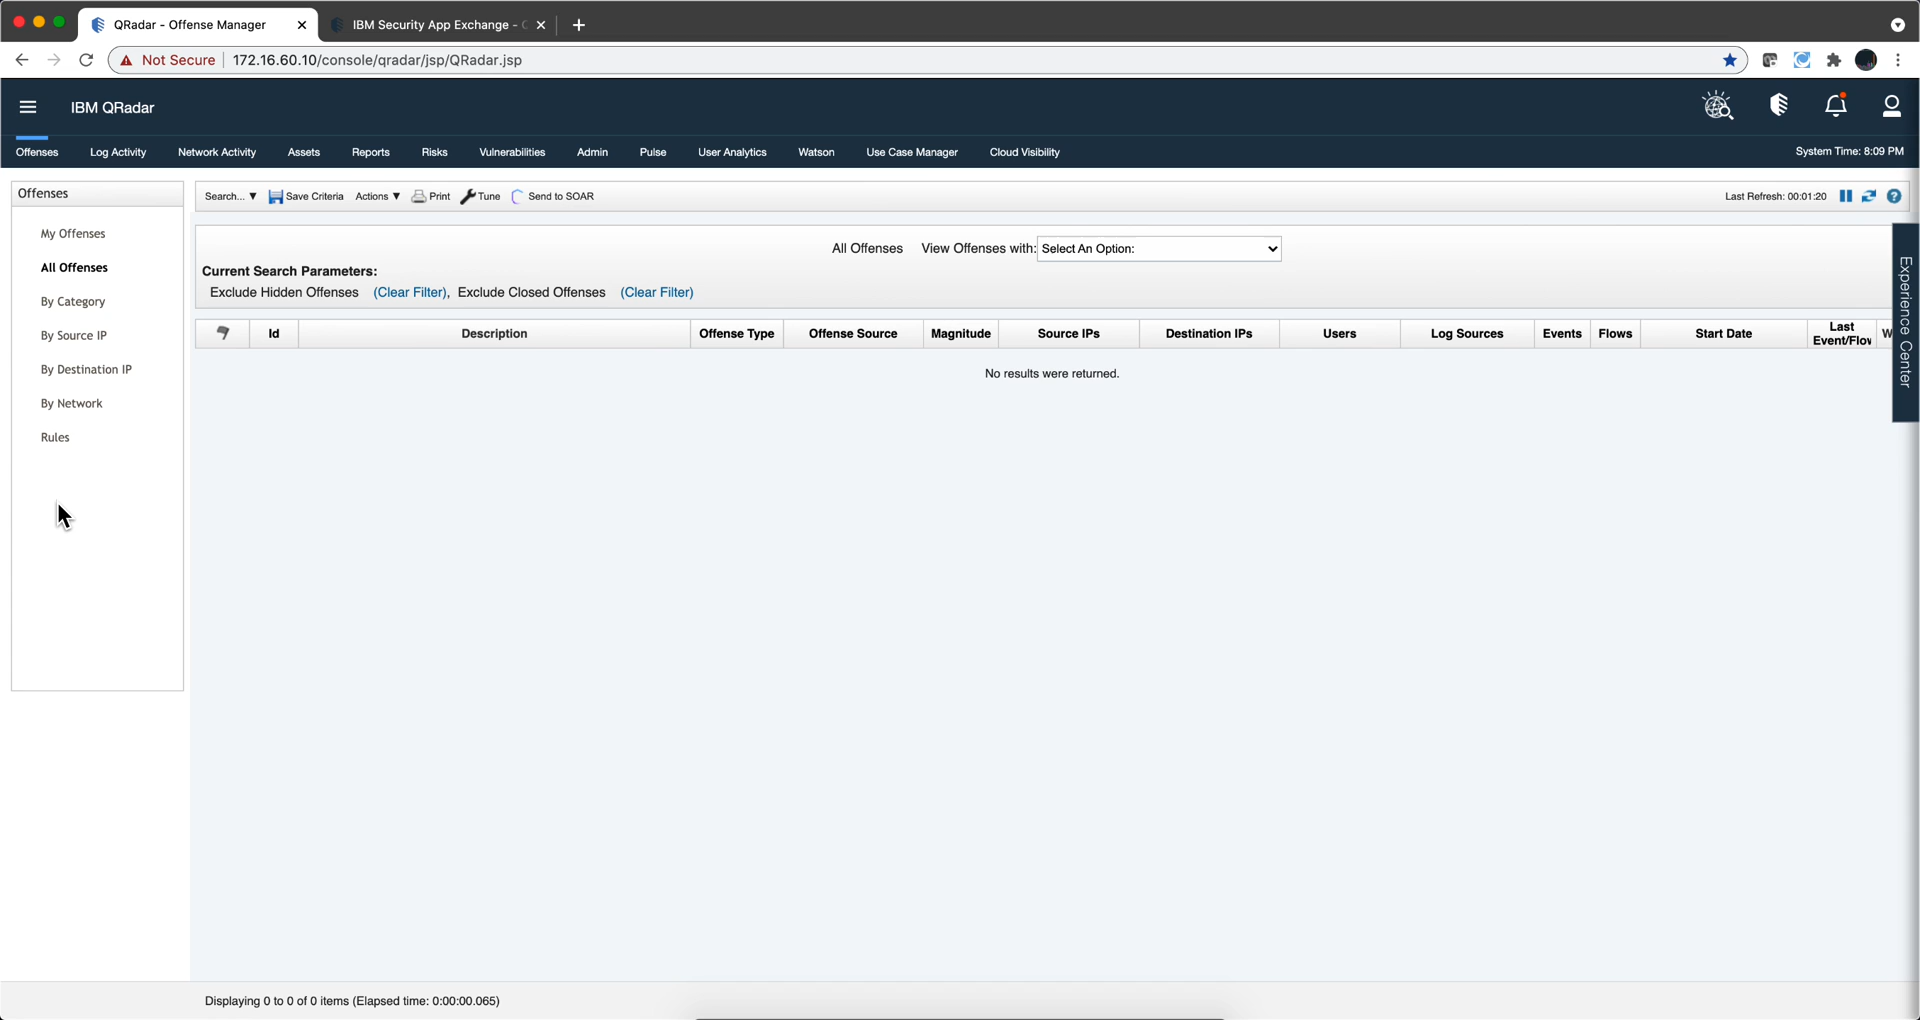 QRadar - Offense Manager
IBM Security App Exchange -
Not Secure 172.16.60.10/console/qradar/jsp/QRadar.jsp
IBM QRadar
Offenses Log Activity Network Activity Assets Reports Risks Vulnerabilities Admin Pulse User Analytics Watson Use Case Manager Cloud Visibility System Time: 8:09 PM
Offenses
My Offenses
All Offenses
By Category
By Source IP
By Destination IP
By Network
Rules
Search... ▼ Save Criteria Actions ▼ Print Tune Send to SOAR Last Refresh: 00:01:20
All Offenses View Offenses with: Select An Option:
Current Search Parameters:
Exclude Hidden Offenses (Clear Filter), Exclude Closed Offenses (Clear Filter)
Id Description Offense Type Offense Source Magnitude Source IPs Destination IPs Users Log Sources Events Flows Start Date Last
Event/Flow
No results were returned.
Experience Center
Displaying 0 to 0 of 0 items (Elapsed time: 0:00:00.065)